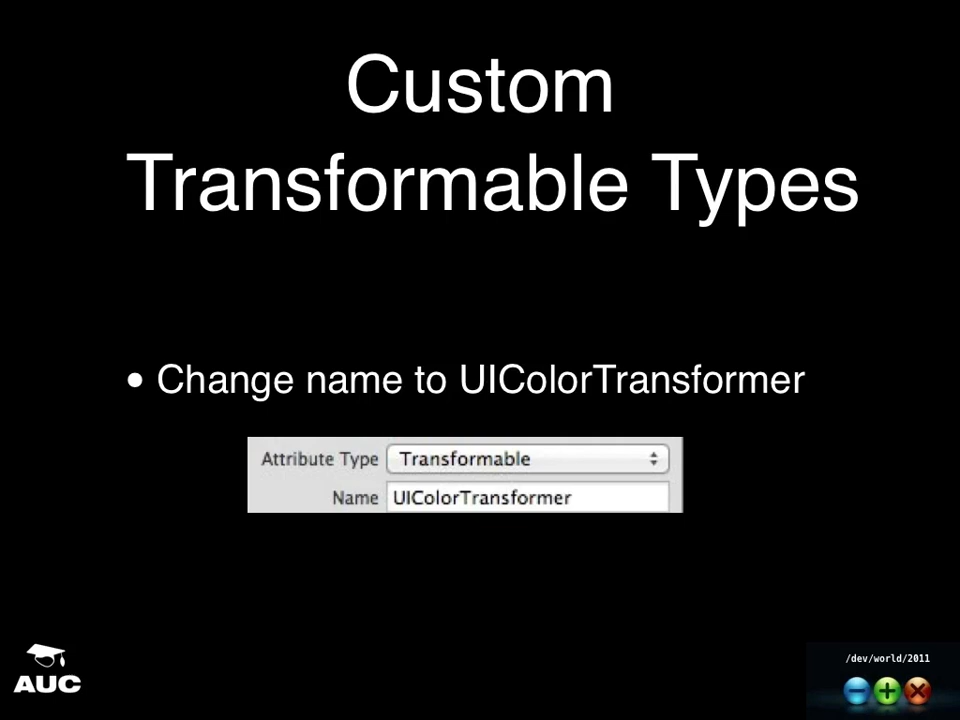 Custom
Transformable Types
• Change name to UIColorTransformer
Attribute Type Transformable
Name UIColorTransformer
AUC
/dev/world/2011